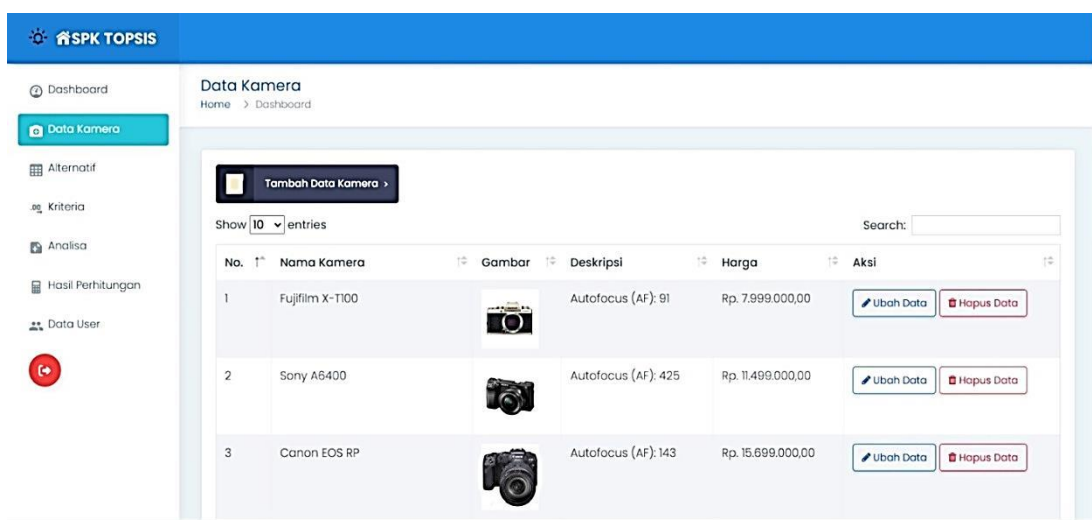 SPK TOPSIS
Dashboard
Data Kamera
Alternatif
Kriteria
Analisa
Hasil Perhitungan
Data User
Data Kamera
Home > Dashboard
Tambah Data Kamera ›
Show 10 entries
Search:
No. Nama Kamera Gambar Deskripsi Harga Aksi
1 Fujifilm X-T100 Autofocus (AF): 91 Rp. 7.999.000,00 Ubah Data Hapus Data
2 Sony A6400 Autofocus (AF): 425 Rp. 11.499.000,00 Ubah Data Hapus Data
3 Canon EOS RP Autofocus (AF): 143 Rp. 15.699.000,00 Ubah Data Hapus Data